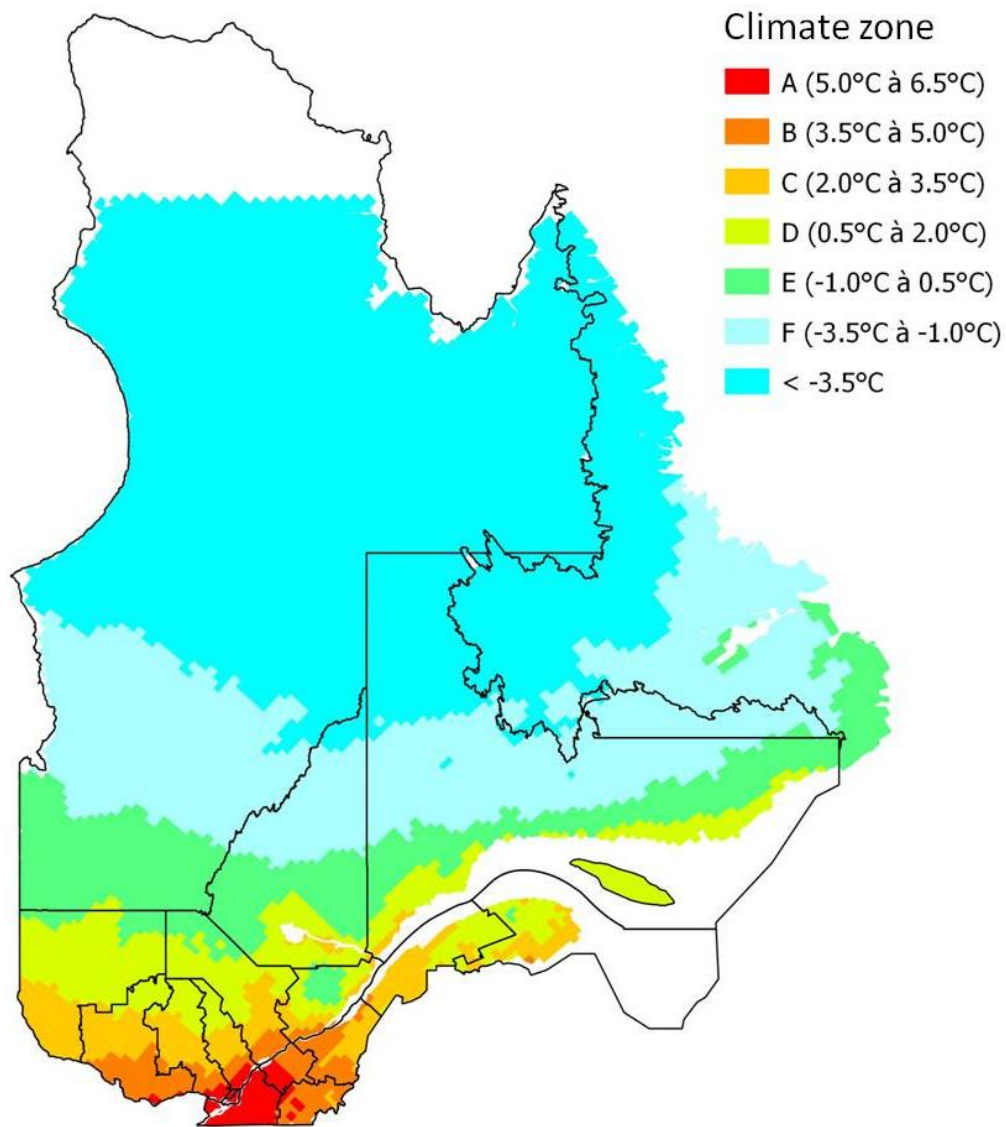 Climate zone
A (5.0°C à 6.5°C)
B (3.5°C à 5.0°C)
C (2.0°C à 3.5°C)
D (0.5°C à 2.0°C)
E (-1.0°C à 0.5°C)
F (-3.5°C à -1.0°C)
< -3.5°C